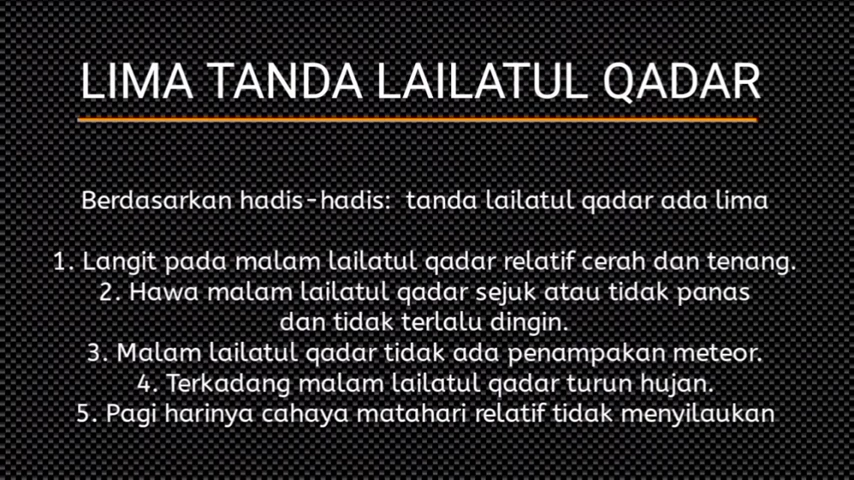 LIMA TANDA LAILATUL QADAR
Berdasarkan hadis-hadis: tanda lailatul qadar ada lima
1. Langit pada malam lailatul qadar relatif cerah dan tenang.
2. Hawa malam lailatul qadar sejuk atau tidak panas
dan tidak terlalu dingin.
3. Malam lailatul qadar tidak ada penampakan meteor.
4. Terkadang malam lailatul qadar turun hujan.
5. Pagi harinya cahaya matahari relatif tidak menyilaukan